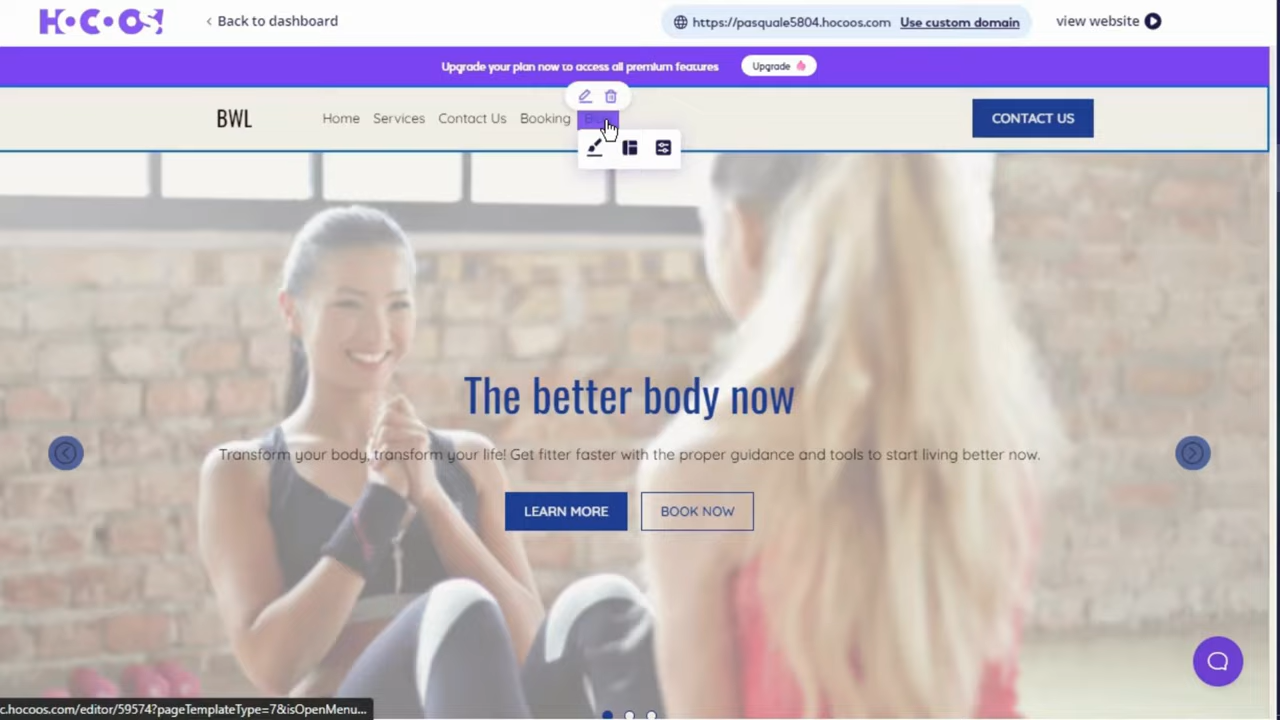 HOCOOS!
Back to dashboard
https://pasquale5804.hocoos.com Use custom domain
view website
Upgrade your plan now to access all premium features
Upgrade
BWL
Home Services Contact Us Booking
CONTACT US
The better body now
Transform your body, transform your life! Get fitter faster with the proper guidance and tools to start living better now.
LEARN MORE
BOOK NOW
c.hocoos.com/editor/59574?pageTemplateType=7&isOpenMenu...